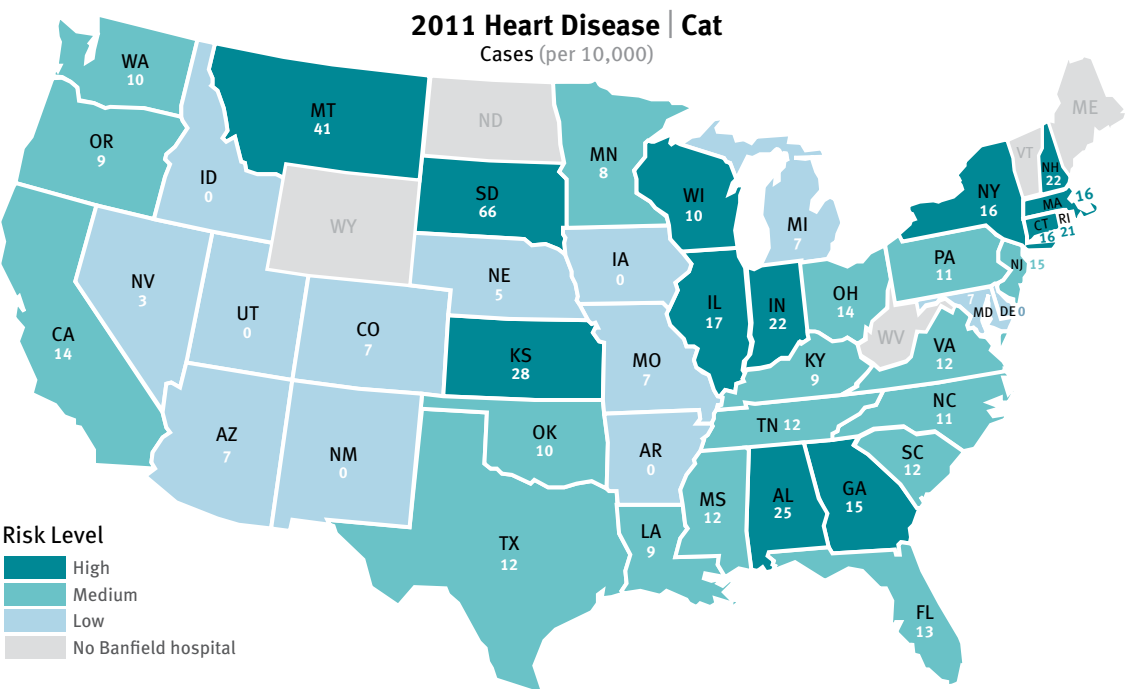 2011 Heart Disease | Cat
Cases (per 10,000)
WA
10
OR
9
CA
14
ID
0
NV
3
UT
0
AZ
7
MT
41
WY
CO
7
NM
0
ND
SD
66
NE
5
KS
28
OK
10
TX
12
MN
8
IA
0
MO
7
AR
0
LA
9
WI
10
IL
17
MI
7
IN
22
OH
14
KY
9
TN 12
MS
12
AL
25
GA
15
FL
13
SC
12
NC
11
VA
12
WV
PA
11
NY
16
VT
NH
22
ME
MA 16
CT
16
RI
21
NJ 15
7
MD
DE 0
Risk Level
High
Medium
Low
No Banfield hospital